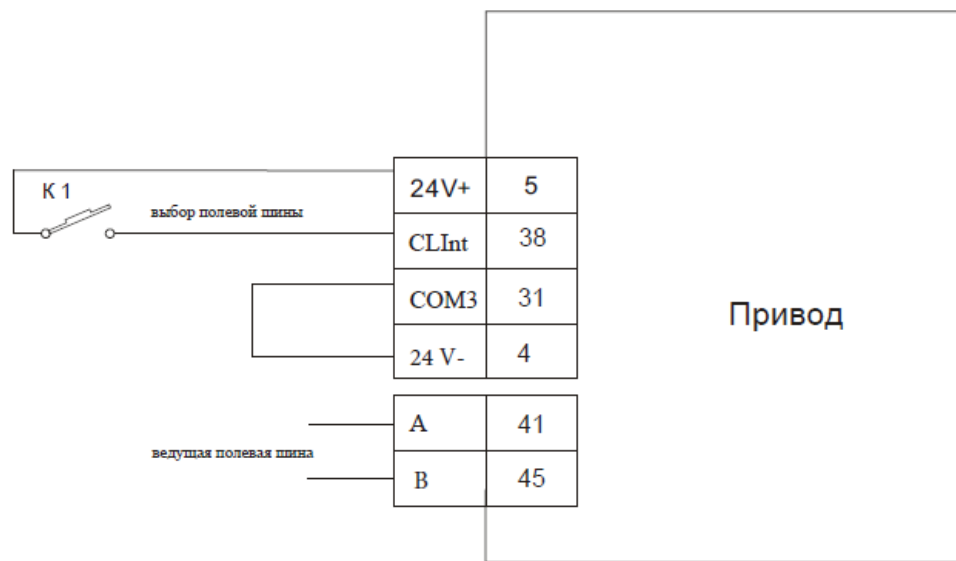 24V+ 5
К 1
выбор полевой шины
CLInt 38
COM3 31
Привод
24 V- 4
A 41
ведущая полевая шина
B 45